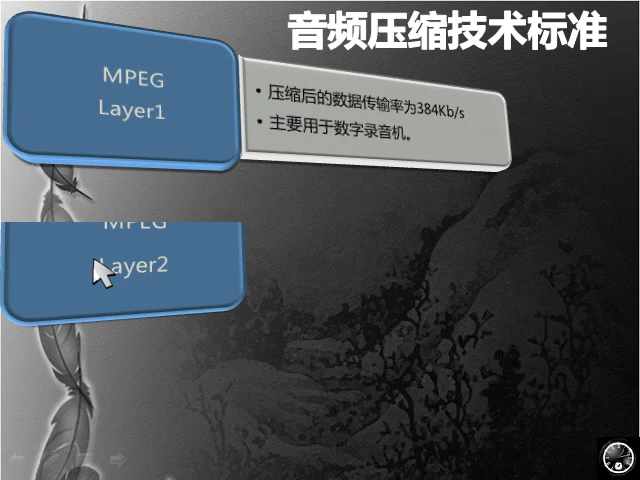 音频压缩技术标准
MPEG
Layer1
• 压缩后的数据传输率为384Kb/s
• 主要用于数字录音机。
MPEG
Layer2